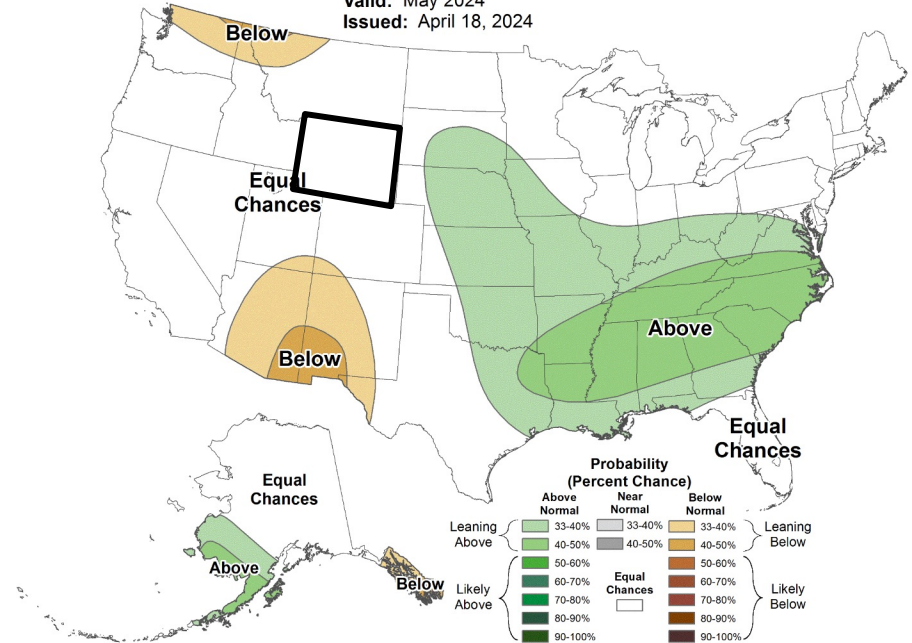 Valid: May 2024
Issued: April 18, 2024
Below
Equal
Chances
Below
Above
Equal
Chances
Equal
Chances
Above
Below
Probability
(Percent Chance)
Above
Normal
Near
Normal
Below
Normal
Leaning
Above
33-40%
33-40%
33-40%
Leaning
Below
40-50%
40-50%
40-50%
Likely
Above
50-60%
60-70%
70-80%
80-90%
90-100%
Equal
Chances
50-60%
60-70%
70-80%
80-90%
90-100%
Likely
Below